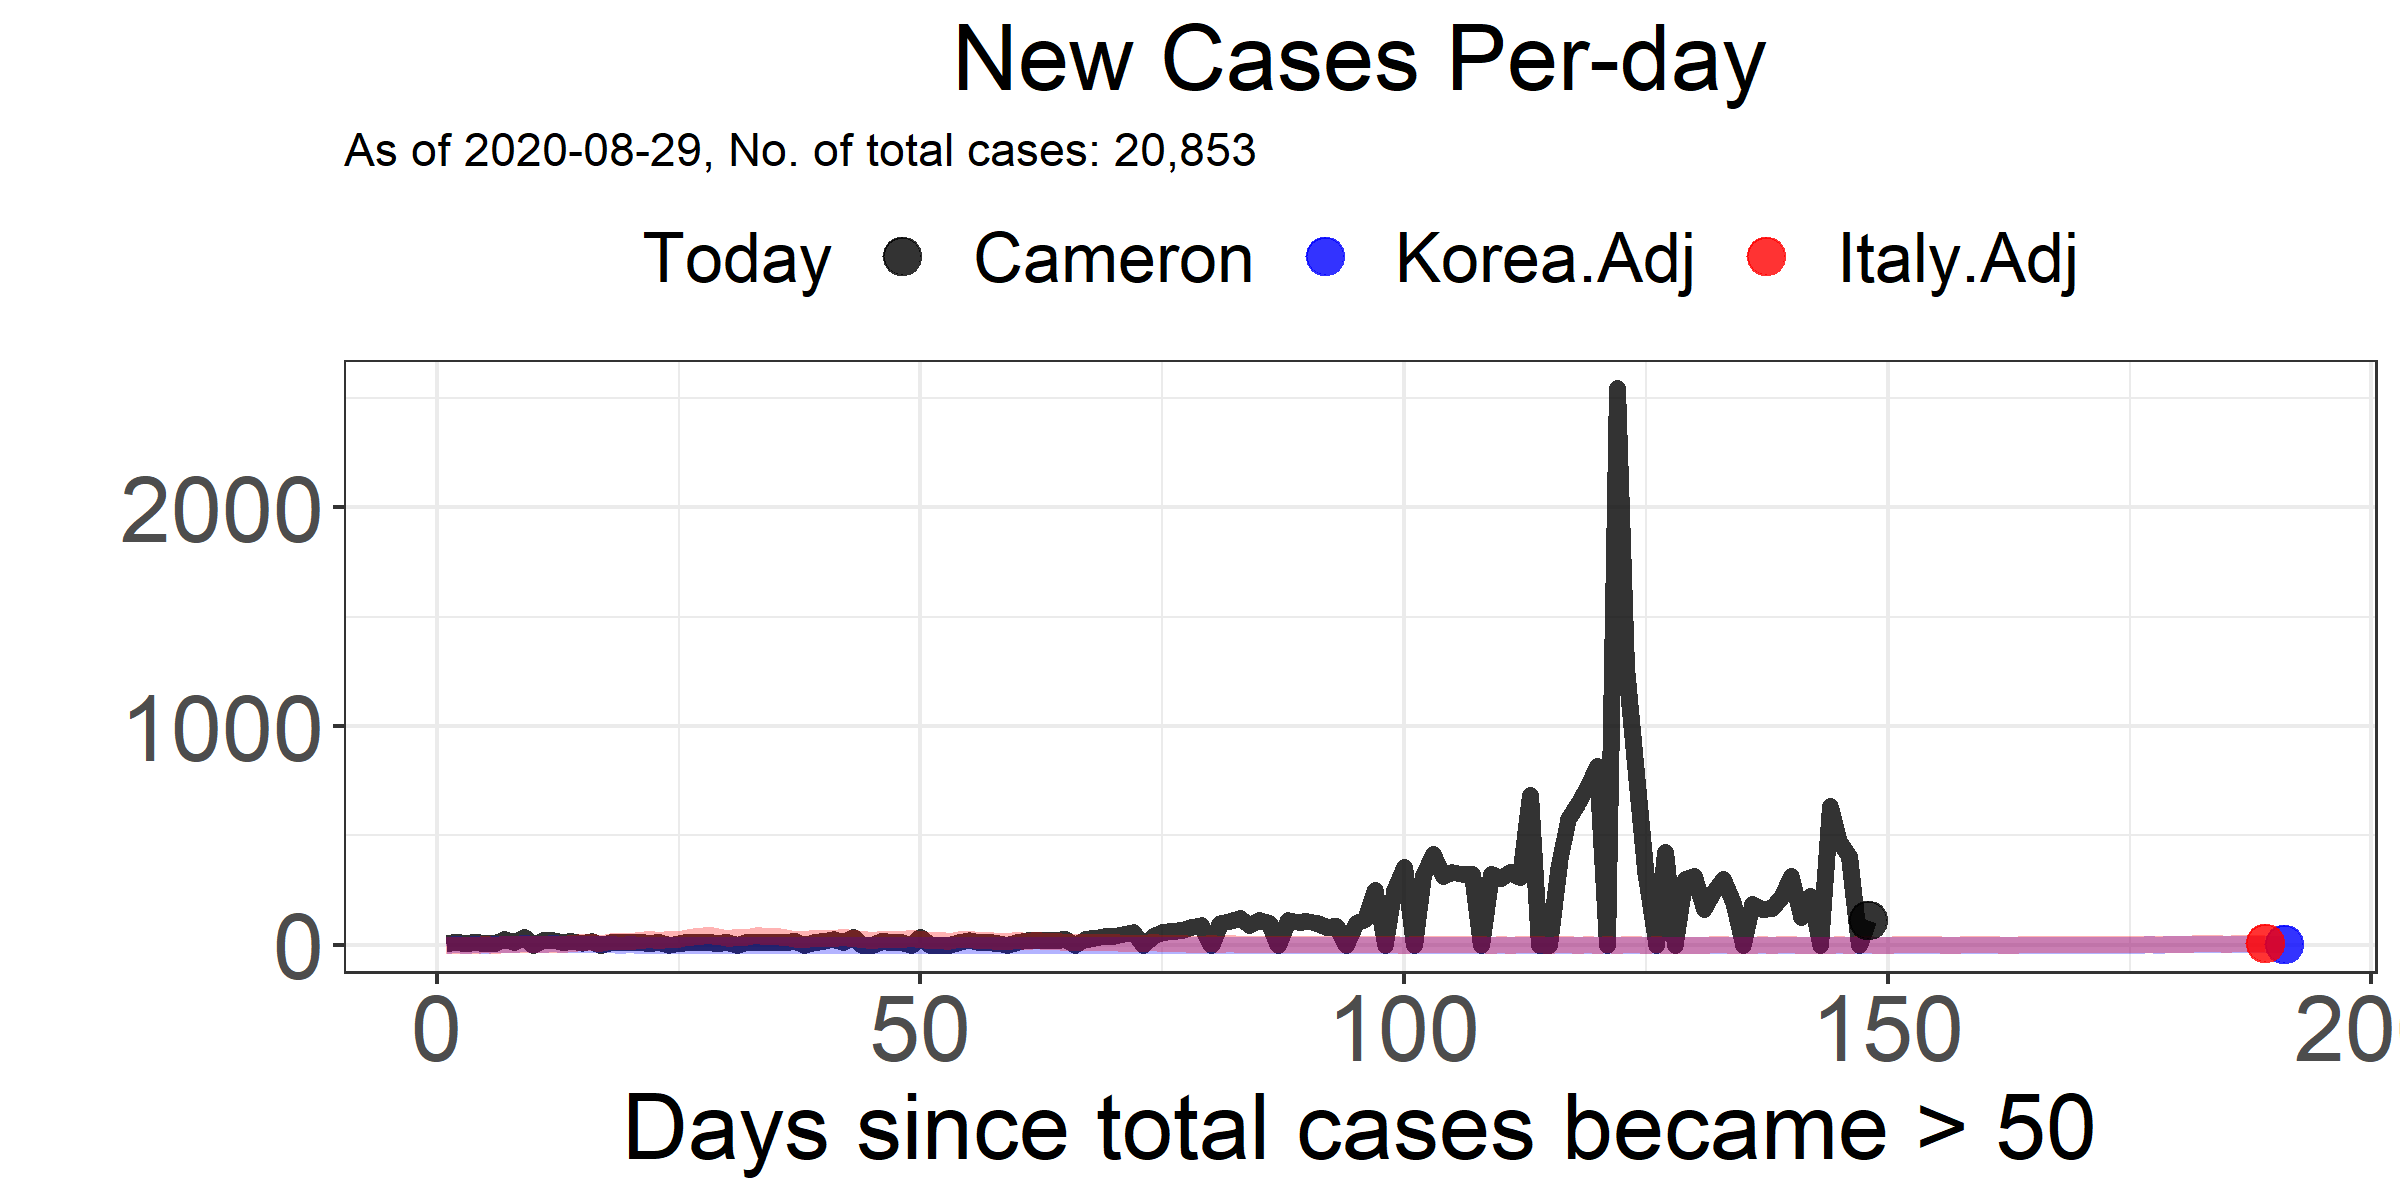 New Cases Per-day
As of 2020-08-29, No. of total cases: 20,853
Today Cameron Korea.Adj Italy.Adj
2000
1000
0
0 50 100 150 20
Days since total cases became > 50